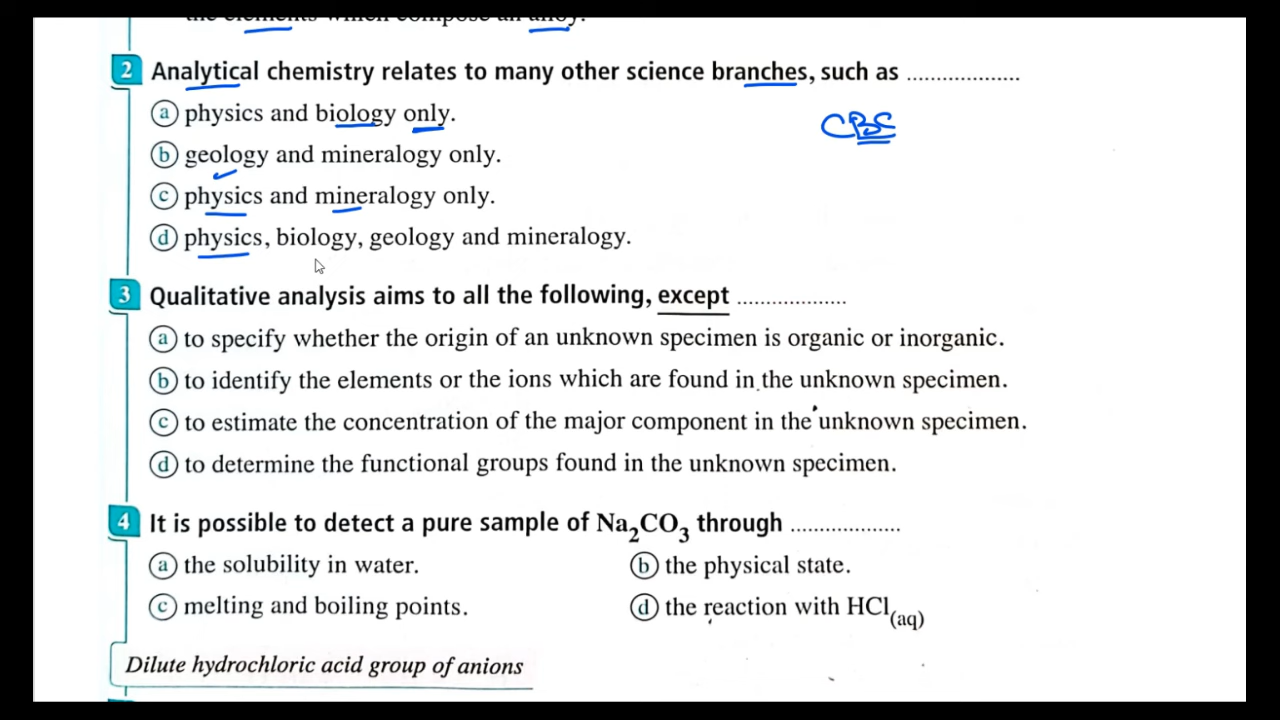 2 Analytical chemistry relates to many other science branches, such as ...................
a physics and biology only.
CBC
b geology and mineralogy only.
c physics and mineralogy only.
d physics, biology, geology and mineralogy.
3 Qualitative analysis aims to all the following, except ...................
a to specify whether the origin of an unknown specimen is organic or inorganic.
b to identify the elements or the ions which are found in the unknown specimen.
c to estimate the concentration of the major component in the unknown specimen.
d to determine the functional groups found in the unknown specimen.
4 It is possible to detect a pure sample of Na₂CO₃ through ...................
a the solubility in water. b the physical state.
c melting and boiling points. d the reaction with HCl(aq)
Dilute hydrochloric acid group of anions